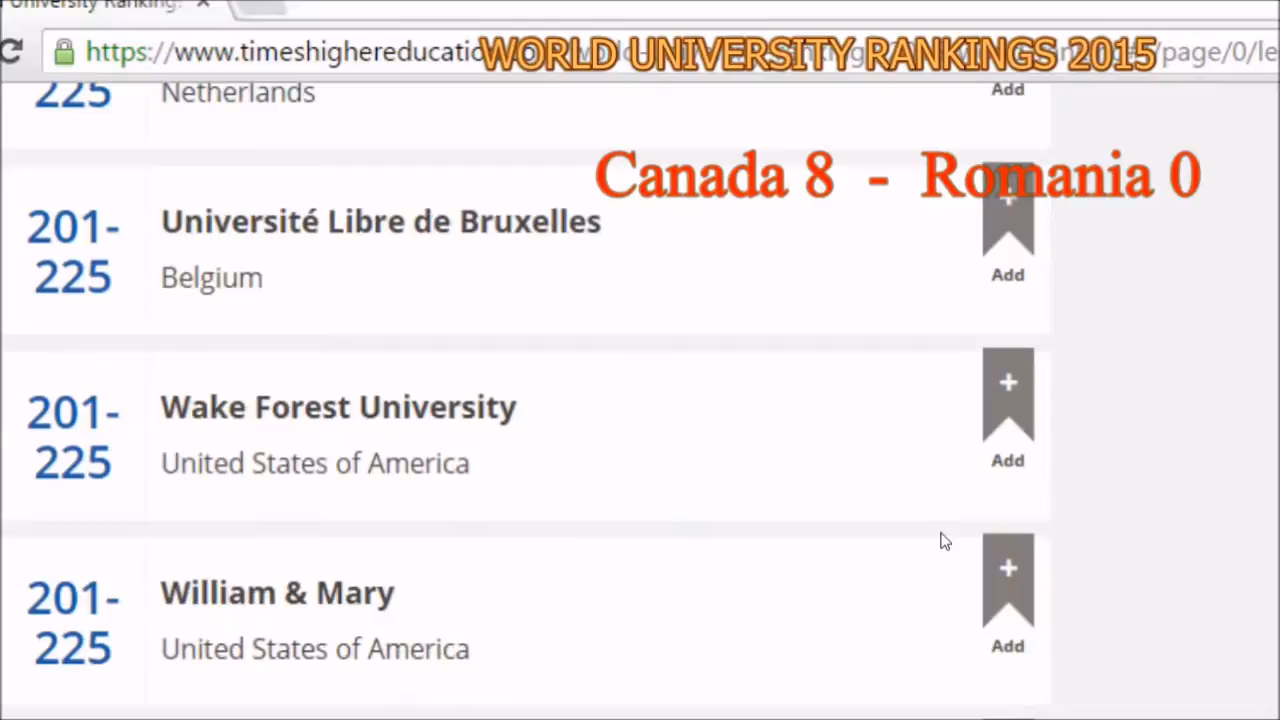 University Ranking
https://www.timeshighereducatio
WORLD UNIVERSITY RANKINGS 2015
/page/0/le
225
Netherlands
Add
Canada 8 - Romania 0
201-
225
Université Libre de Bruxelles
Belgium
+
Add
201-
225
Wake Forest University
United States of America
+
Add
201-
225
William & Mary
United States of America
+
Add